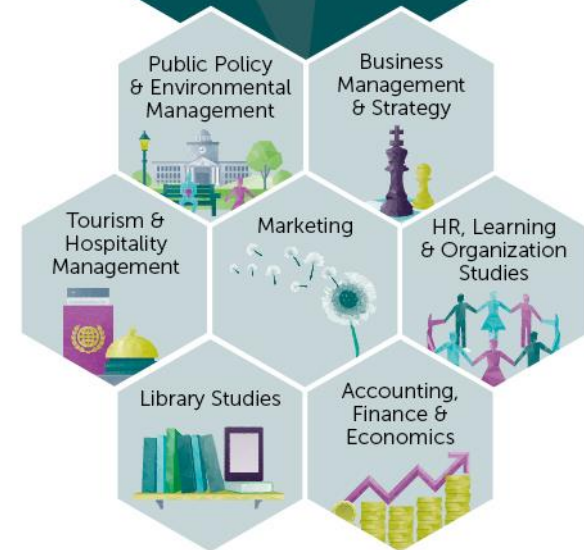 Public Policy
& Environmental
Management
Business
Management
& Strategy
Tourism &
Hospitality
Management
Marketing
HR, Learning
& Organization
Studies
Library Studies
Accounting,
Finance &
Economics